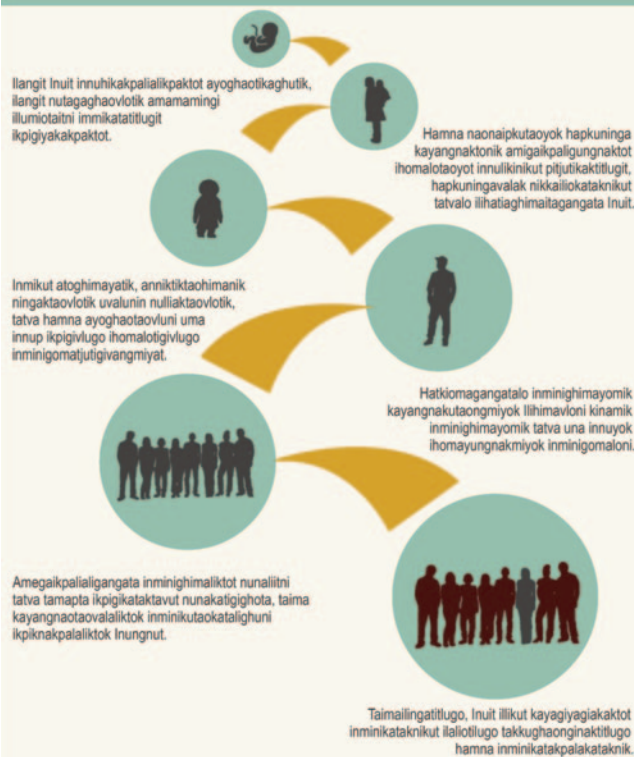 Ilangit Inuit innuhikakpalialikpaktot ayoghaotikaghutik,
ilangit nutagaghaovlotik amamamingi
illumiotaitni immikatatitlugit
ikpigiyakakpaktot.
Hamna naonaipkutaoyok hapkuninga
kayangnaktonik amigaikpaligungnaktot
ihomalotaoyot innulikinikut pitjutikaktitlugit,
hapkuningavalak nikkailiokataknikut
tatvalo ilihatiaghimaitagangata Inuit.
Inmikut atoghimayatik, anniktiktaohimanik
ningaktaovlotik uvalunin nulliaktaovlotik,
tatva hamna ayoghaotaovluni uma
innup ikpigivlugo ihomalotigivlugo
inminigomatjutigivangmiyat.
Hatkiomagangatalo inminighimayomik
kayangnakutaongmiyok Ilihimavloni kinamik
inminighimayomik tatva una innuyok
ihomayungnakmiyok inminigomaloni.
Amegaikpalialigangata inminighimaliktot nunaliitni
tatva tamapta ikpigikataktavut nunakatigighota, taima
kayangnaotaovalaliktok inminikutaokatalighuni
ikpiknakpalaliktok Inungnut.
Taimailingatitlugo, Inuit illikut kayagiyagiakaktot
inminikataknikut ilaliotilugo takkughaonginaktitlugo
hamna inminikatakpalakataknik.